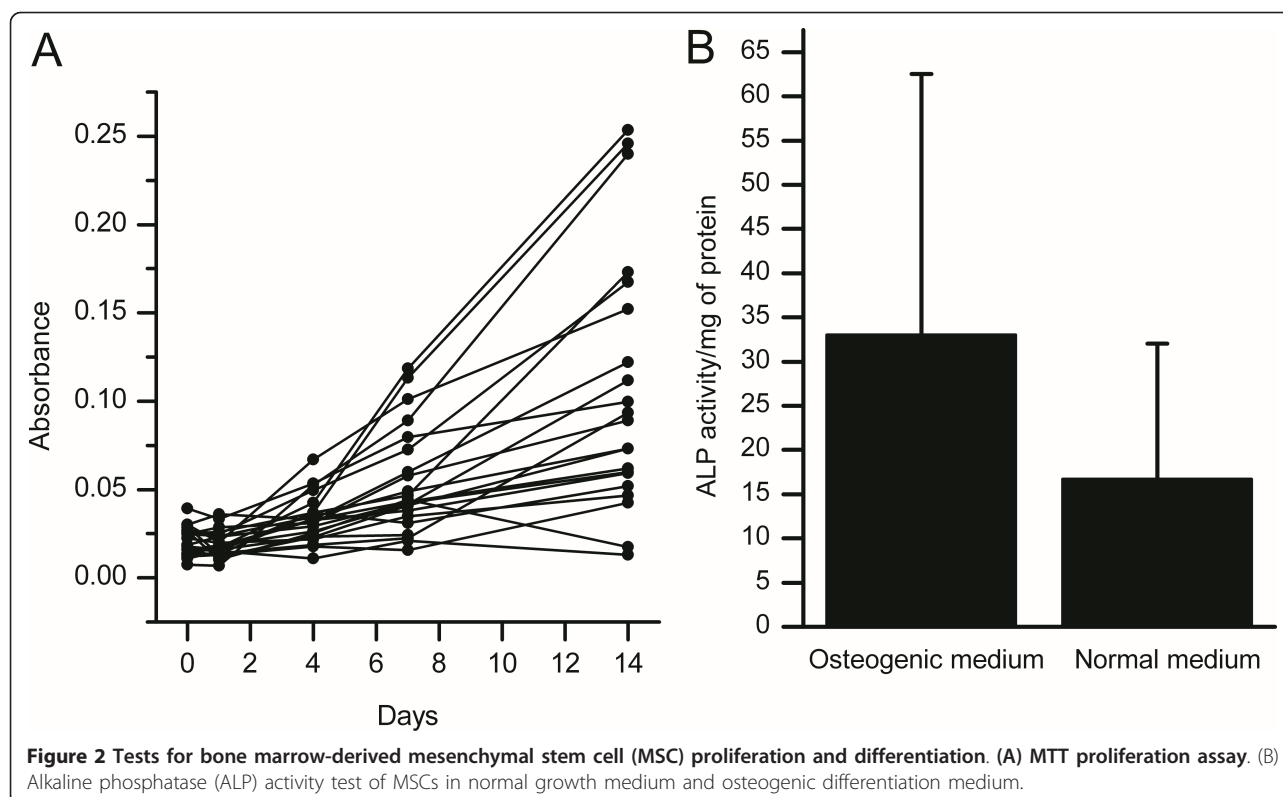 A
0.25
0.20
0.15
0.10
0.05
0.00
Absorbance
0 2 4 6 8 10 12 14
Days
B
65
60
55
50
45
40
35
30
25
20
15
10
5
0
ALP activity/mg of protein
Osteogenic medium Normal medium
Figure 2 Tests for bone marrow-derived mesenchymal stem cell (MSC) proliferation and differentiation. (A) MTT proliferation assay. (B)
Alkaline phosphatase (ALP) activity test of MSCs in normal growth medium and osteogenic differentiation medium.